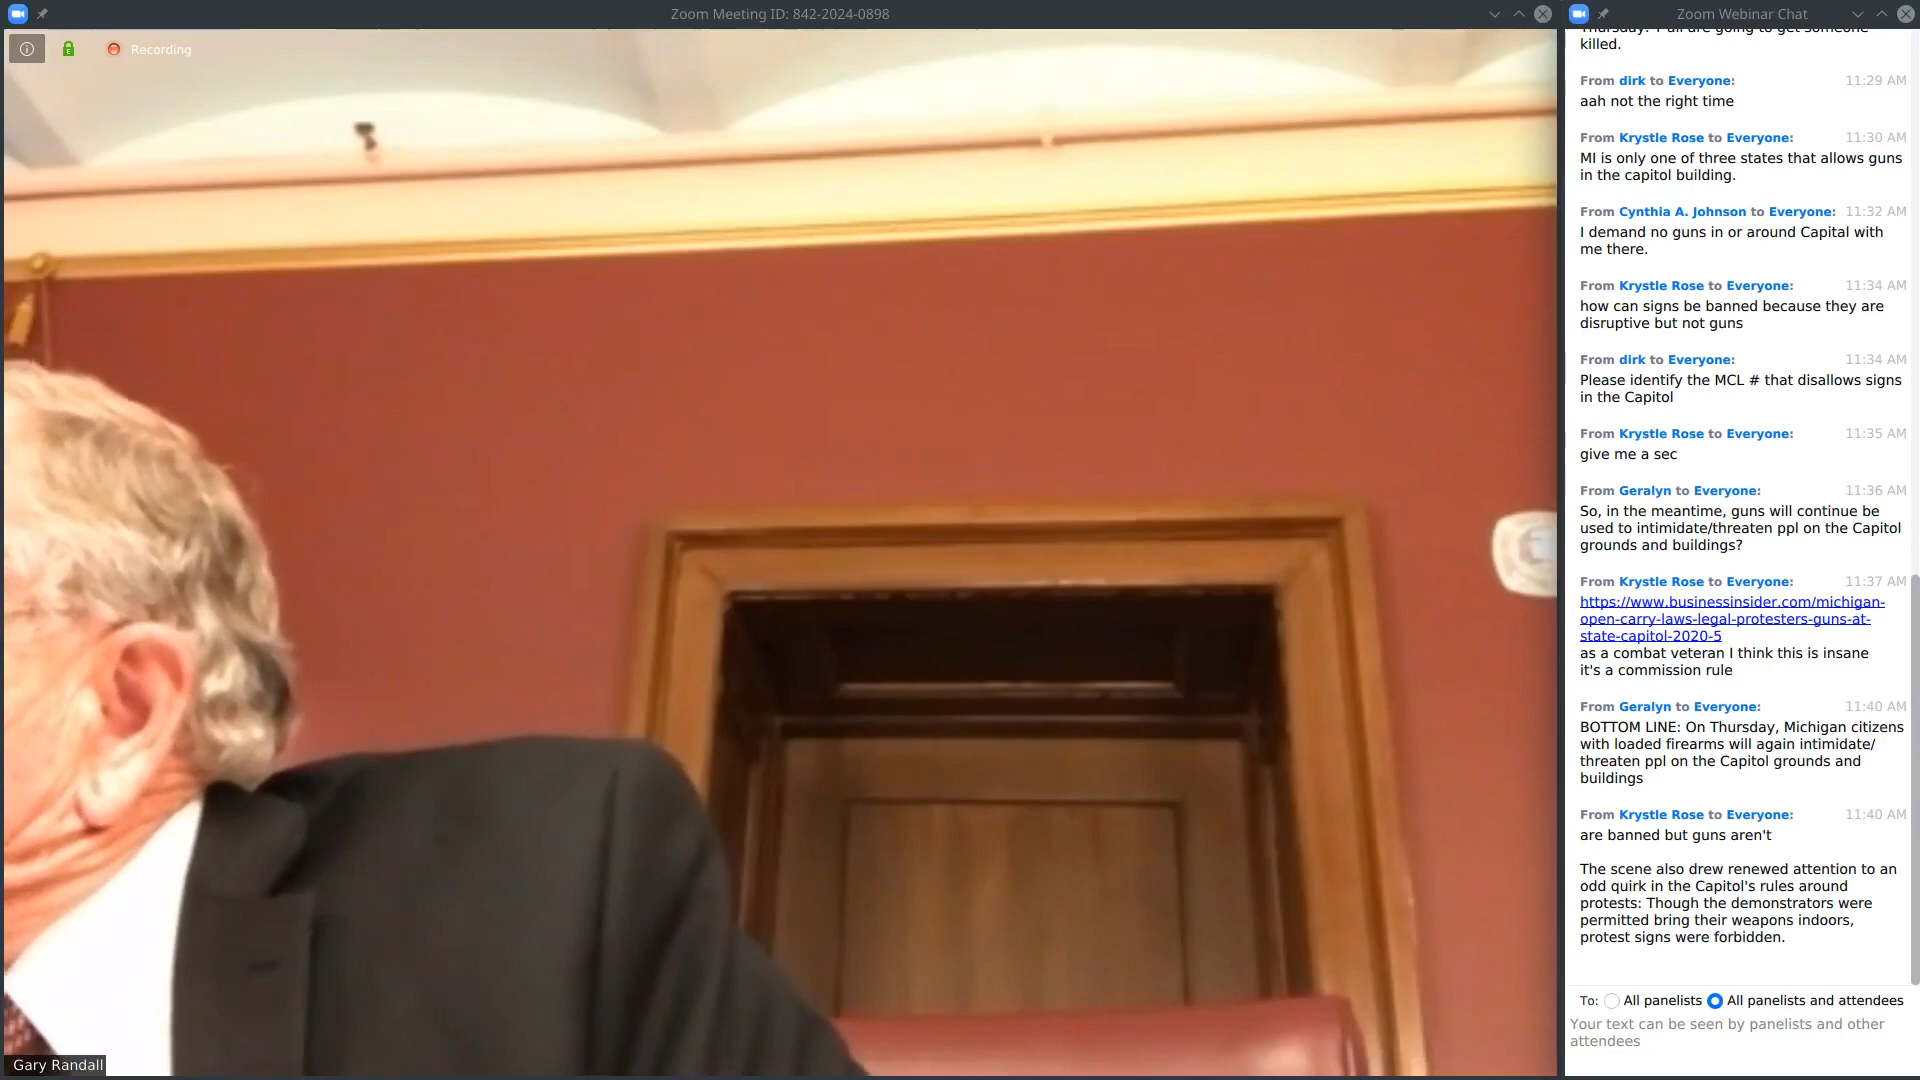 Zoom Meeting ID: 842-2024-0898
Recording
Gary Randall
Zoom Webinar Chat
killed.
From dirk to Everyone: 11:29 AM
aah not the right time
From Krystle Rose to Everyone: 11:30 AM
MI is only one of three states that allows guns
in the capitol building.
From Cynthia A. Johnson to Everyone: 11:32 AM
I demand no guns in or around Capital with
me there.
From Krystle Rose to Everyone: 11:34 AM
how can signs be banned because they are
disruptive but not guns
From dirk to Everyone: 11:34 AM
Please identify the MCL # that disallows signs
in the Capitol
From Krystle Rose to Everyone: 11:35 AM
give me a sec
From Geralyn to Everyone: 11:36 AM
So, in the meantime, guns will continue be
used to intimidate/threaten ppl on the Capitol
grounds and buildings?
From Krystle Rose to Everyone: 11:37 AM
https://www.businessinsider.com/michigan-
open-carry-laws-legal-protesters-guns-at-
state-capitol-2020-5
as a combat veteran I think this is insane
it's a commission rule
From Geralyn to Everyone: 11:40 AM
BOTTOM LINE: On Thursday, Michigan citizens
with loaded firearms will again intimidate/
threaten ppl on the Capitol grounds and
buildings
From Krystle Rose to Everyone: 11:40 AM
are banned but guns aren't
The scene also drew renewed attention to an
odd quirk in the Capitol's rules around
protests: Though the demonstrators were
permitted bring their weapons indoors,
protest signs were forbidden.
To: All panelists All panelists and attendees
Your text can be seen by panelists and other
attendees